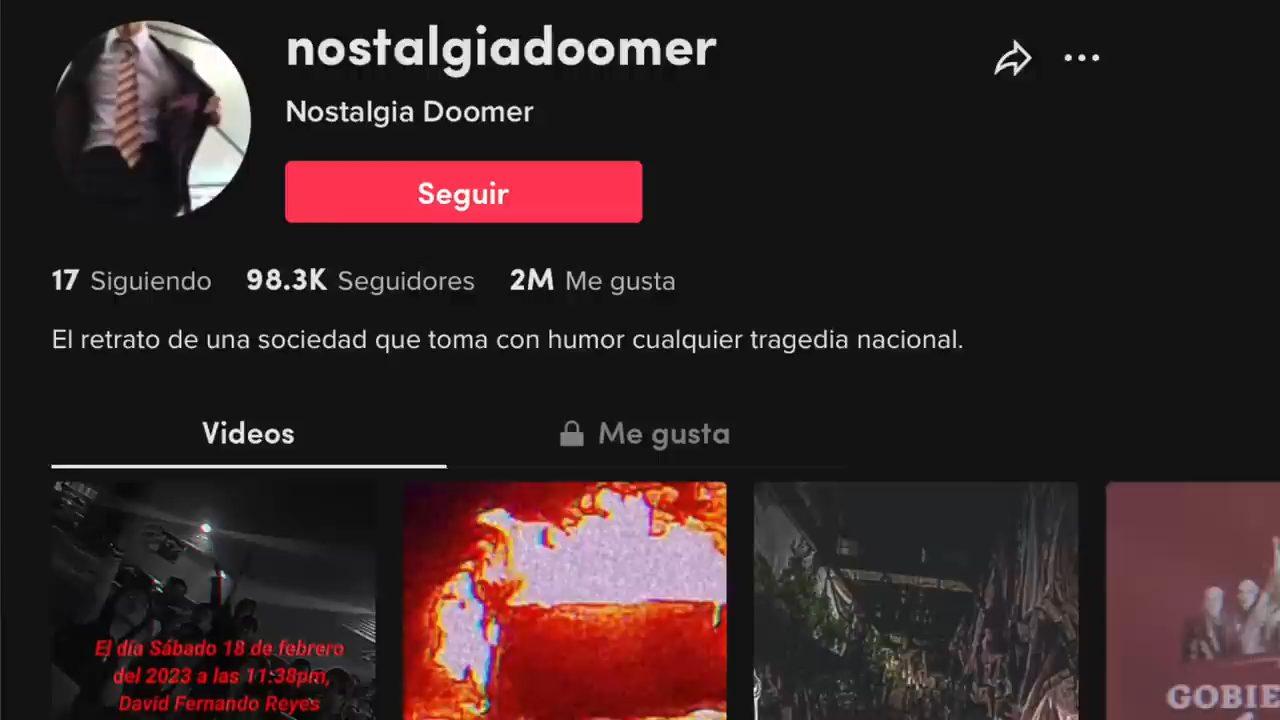 nostalgiadoomer
Nostalgia Doomer
Seguir
17 Siguiendo 98.3K Seguidores 2M Me gusta
El retrato de una sociedad que toma con humor cualquier tragedia nacional.
Videos Me gusta
El día Sábado 18 de febrero
del 2023 a las 11:38pm,
David Fernando Reyes
GOBIE